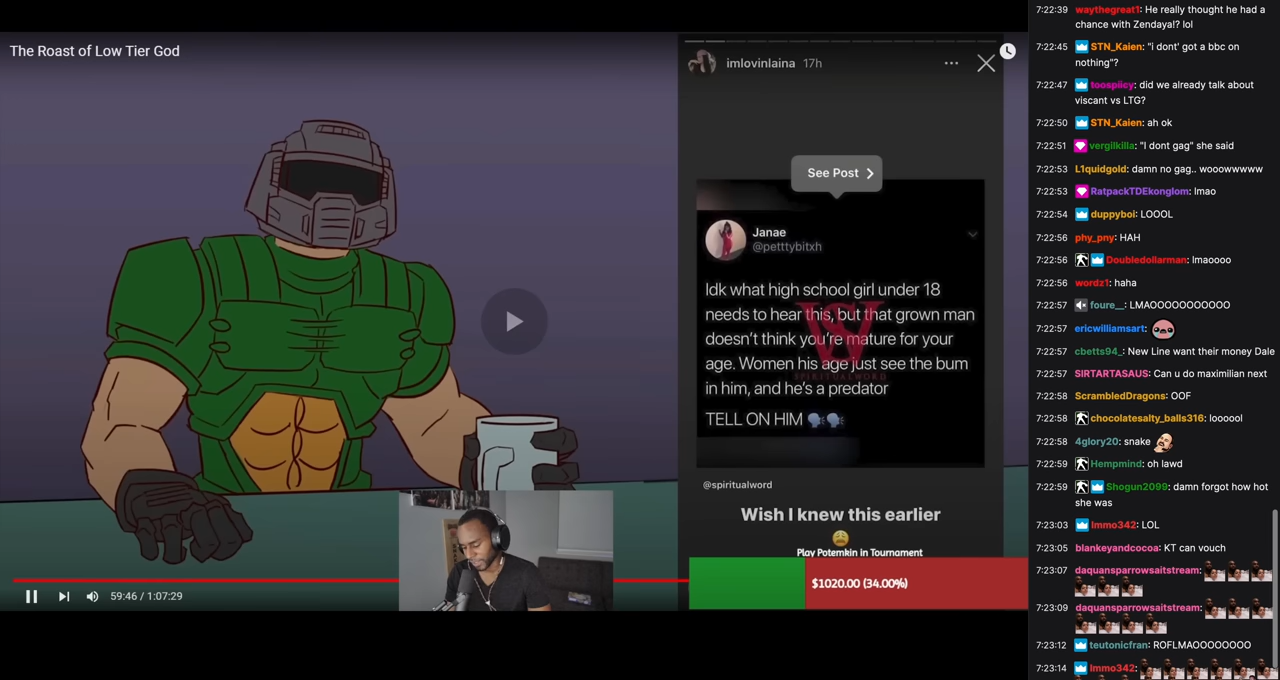 The Roast of Low Tier God
imlovinlaina 17h
See Post
Janae
@petttybitxh
Idk what high school girl under 18
needs to hear this, but that grown man
doesn't think you're mature for your
age. Women his age just see the bum
in him, and he's a predator
TELL ON HIM
SW
SPIRITUALWORD
@spiritualword
Wish I knew this earlier
Play Potemkin in Tournament
$1020.00 (34.00%)
59:46 / 1:07:29
7:22:39 waythegreat1: He really thought he had a
chance with Zendaya!? lol
7:22:45 STN_Kaien: "i dont' got a bbc on
nothing"?
7:22:47 toospiicy: did we already talk about
viscant vs LTG?
7:22:50 STN_Kaien: ah ok
7:22:51 vergilkilla: "I dont gag" she said
7:22:53 L1quidgold: damn no gag.. wooowwwww
7:22:53 RatpackTDEkonglom: lmao
7:22:54 duppyboi: LOOOL
7:22:56 phy_pny: HAH
7:22:56 Doubledollarman: lmaoooo
7:22:56 wordz1: haha
7:22:57 foure__: LMAOOOOOOOOOOO
7:22:57 ericwilliamsart:
7:22:57 cbetts94_: New Line want their money Dale
7:22:57 SIRTARTASAUS: Can u do maximilian next
7:22:58 ScrambledDragons: OOF
7:22:58 chocolatesalty_balls316: loooool
7:22:58 4glory20: snake
7:22:59 Hempmind: oh lawd
7:22:59 Shogun2099: damn forgot how hot
she was
7:23:03 Immo342: LOL
7:23:05 blankeyandcocoa: KT can vouch
7:23:07 daquansparrowsaitstream:
7:23:09 daquansparrowsaitstream:
7:23:12 teutonicfran: ROFLMAOOOOOOOO
7:23:14 Immo342: